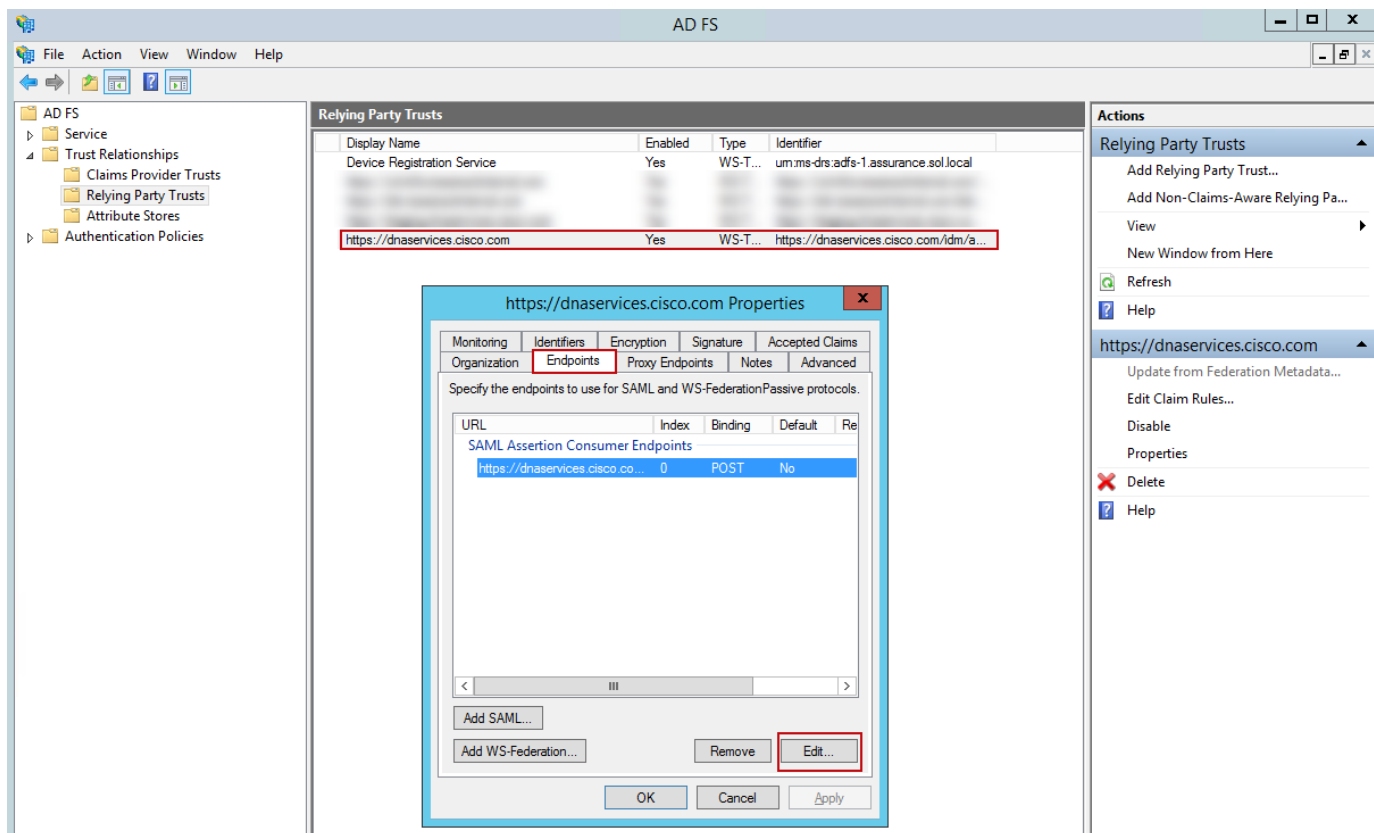 AD FS
File Action View Window Help
AD FS
Service
Trust Relationships
Claims Provider Trusts
Relying Party Trusts
Attribute Stores
Authentication Policies
Relying Party Trusts
Display Name Enabled Type Identifier
Device Registration Service Yes WS-T... urn:ms-drs:adfs-1.assurance.sol.local
https://dnaservices.cisco.com Yes WS-T... https://dnaservices.cisco.com/idm/a...
https://dnaservices.cisco.com Properties
Monitoring Identifiers Encryption Signature Accepted Claims
Organization Endpoints Proxy Endpoints Notes Advanced
Specify the endpoints to use for SAML and WS-FederationPassive protocols.
URL Index Binding Default Re
SAML Assertion Consumer Endpoints
https://dnaservices.cisco.co... 0 POST No
Add SAML...
Add WS-Federation... Remove Edit...
OK Cancel Apply
Actions
Relying Party Trusts
Add Relying Party Trust...
Add Non-Claims-Aware Relying Pa...
View
New Window from Here
Refresh
Help
https://dnaservices.cisco.com
Update from Federation Metadata...
Edit Claim Rules...
Disable
Properties
Delete
Help